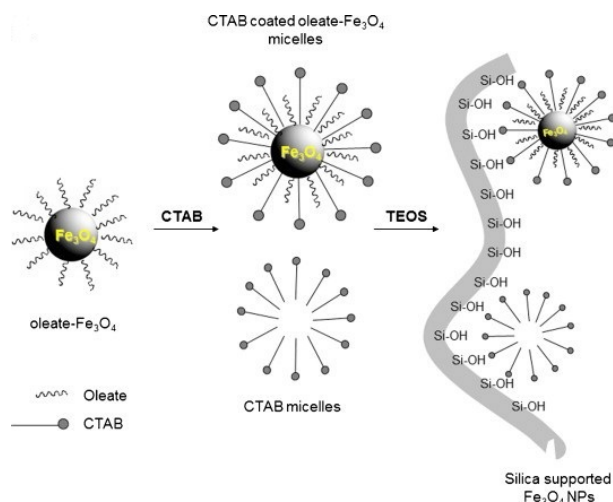 CTAB coated oleate-Fe₃O₄
micelles
Fe₃O₄
CTAB
Fe₃O₄
oleate-Fe₃O₄
Oleate
CTAB
CTAB micelles
TEOS
Si-OH
Si-OH
Si-OH
Si-OH
Si-OH
Si-OH
Si-OH
Si-OH
Si-OH
Si-OH
Si-OH
Si-OH
Si-OH
Fe₃O₄
Silica supported
Fe₃O₄ NPs